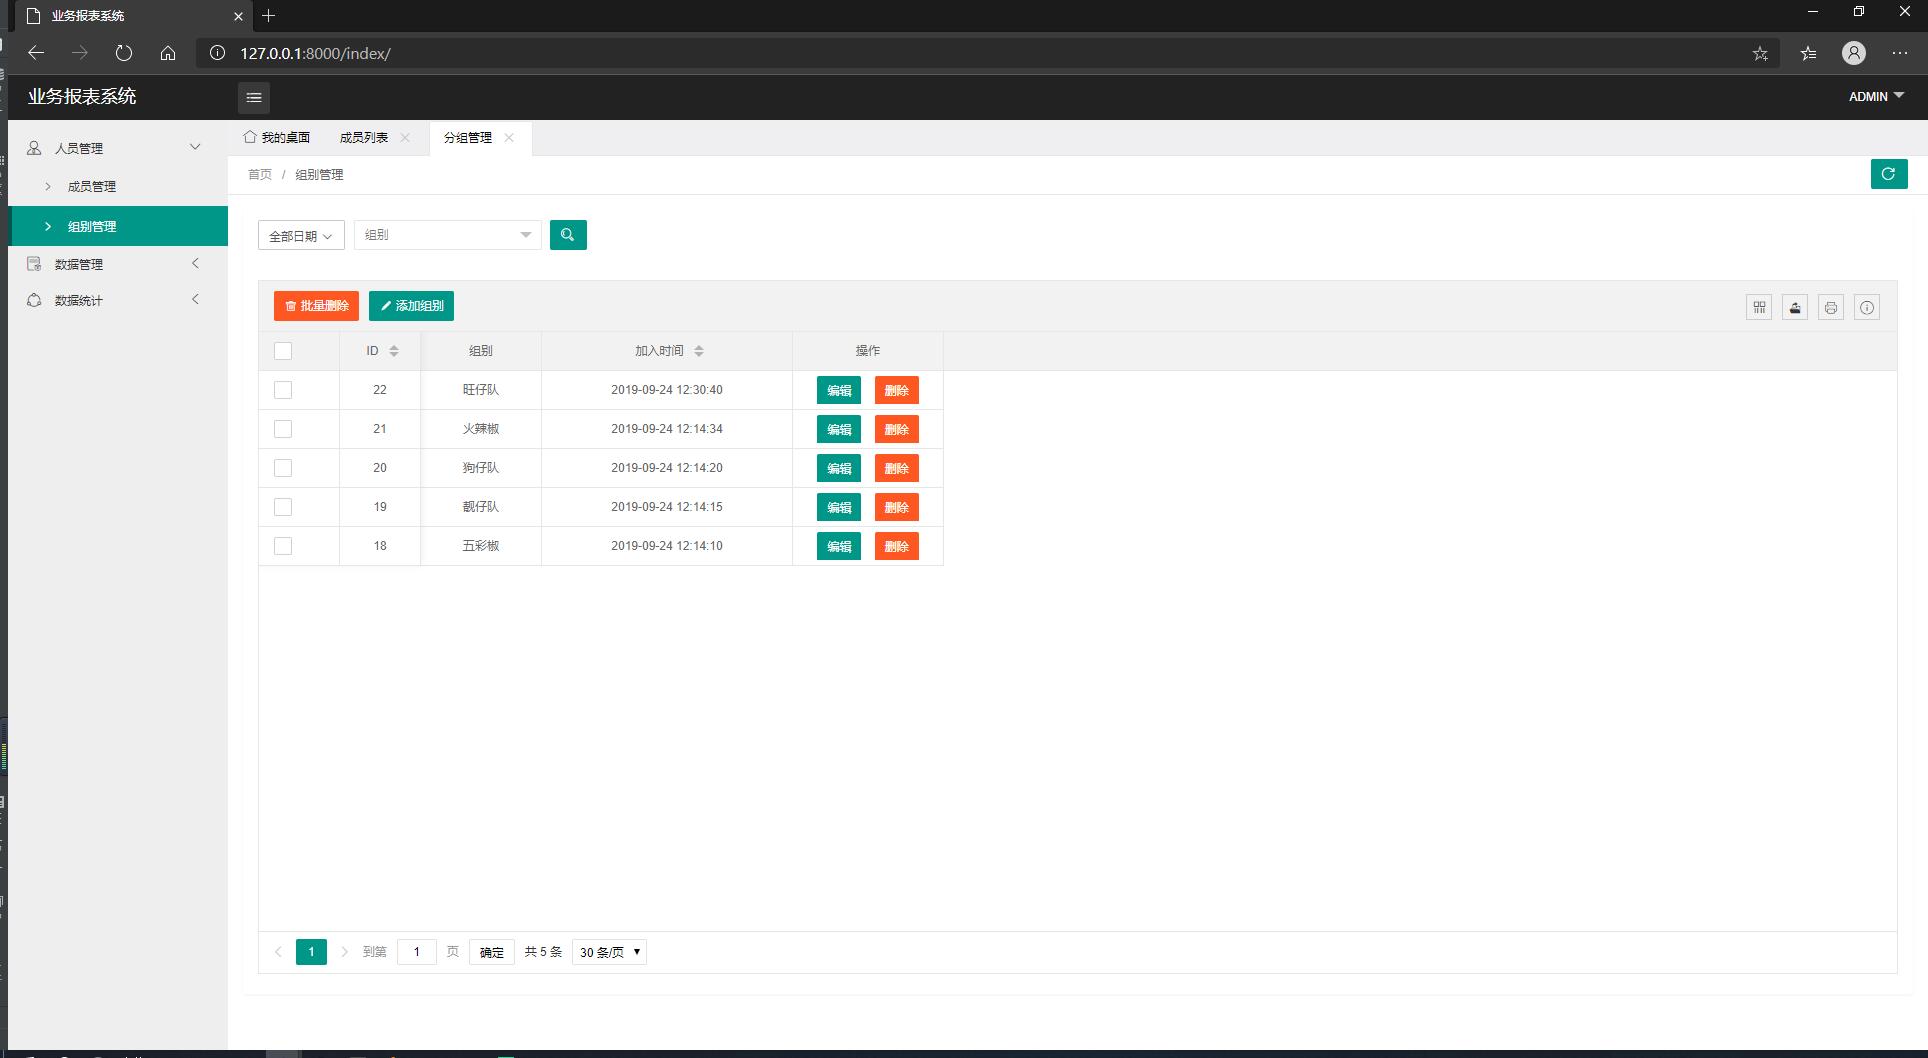 业务报表系统
127.0.0.1:8000/index/
业务报表系统
ADMIN
人员管理
成员管理
组别管理
数据管理
数据统计
我的桌面 成员列表 分组管理
首页 / 组别管理
全部日期 组别
批量删除 添加组别
ID 组别 加入时间 操作
22 旺仔队 2019-09-24 12:30:40 编辑 删除
21 火辣椒 2019-09-24 12:14:34 编辑 删除
20 狗仔队 2019-09-24 12:14:20 编辑 删除
19 靓仔队 2019-09-24 12:14:15 编辑 删除
18 五彩椒 2019-09-24 12:14:10 编辑 删除
1 到第 1 页 确定 共 5 条 30 条/页